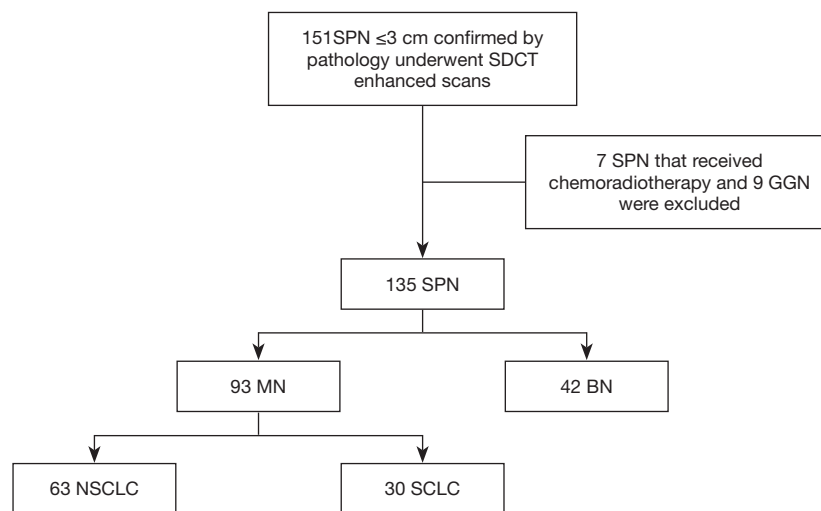 151SPN ≤3 cm confirmed by
pathology underwent SDCT
enhanced scans
7 SPN that received
chemoradiotherapy and 9 GGN
were excluded
135 SPN
93 MN
42 BN
63 NSCLC
30 SCLC